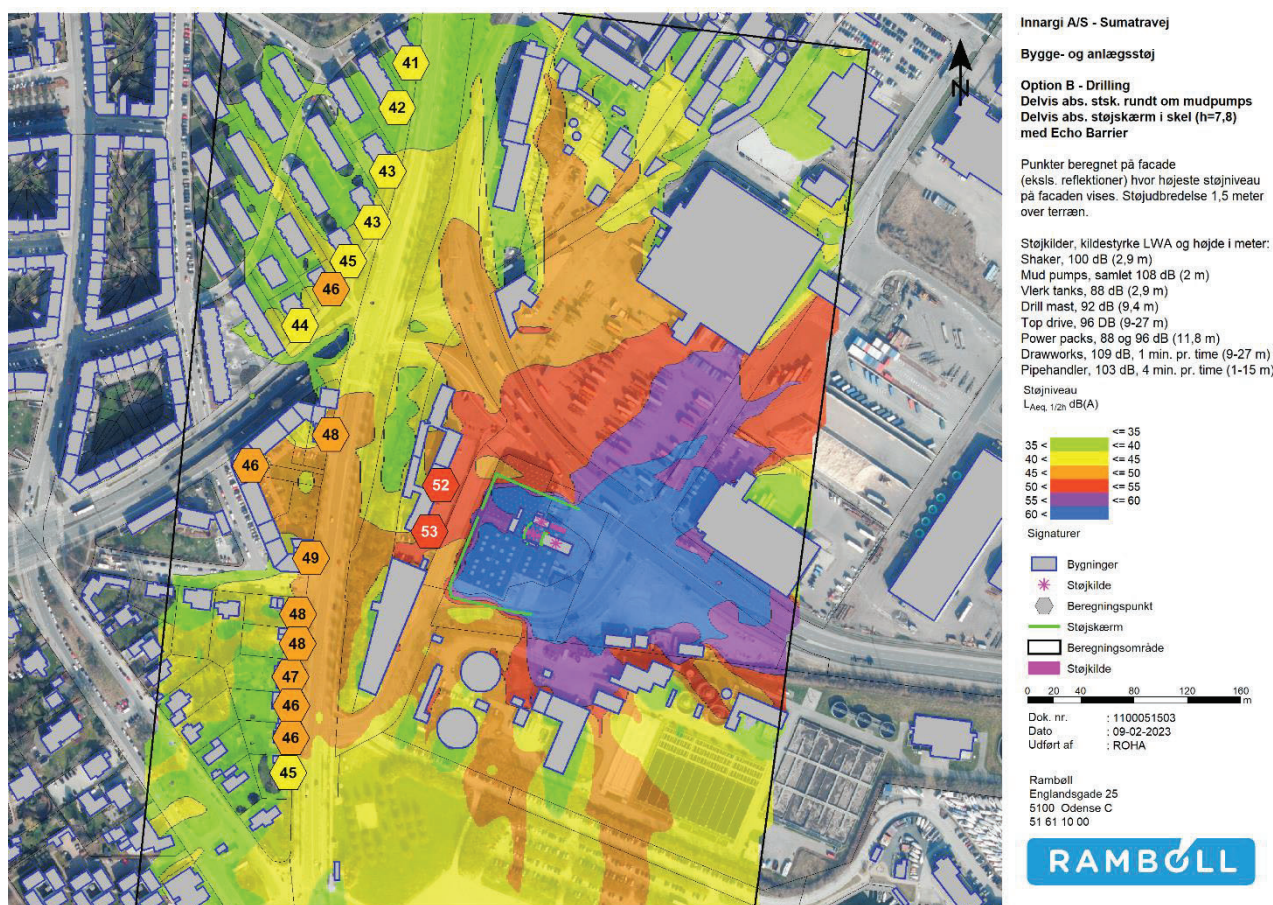 41
42
43
43
45
46
44
48
46
52
53
49
48
48
47
46
46
45
Innargi A/S - Sumatravej
Bygge- og anlægsstøj
Option B - Drilling
Delvis abs. stsk. rundt om mudpumps
Delvis abs. støjskærm i skel (h=7,8)
med Echo Barrier
Punkter beregnet på facade
(eksls. reflektioner) hvor højeste støjniveau
på facaden vises. Støjudbredelse 1,5 meter
over terræn.
Støjkilder, kildestyrke LWA og højde i meter:
Shaker, 100 dB (2,9 m)
Mud pumps, samlet 108 dB (2 m)
Vlerk tanks, 88 dB (2,9 m)
Drill mast, 92 dB (9,4 m)
Top drive, 96 DB (9-27 m)
Power packs, 88 og 96 dB (11,8 m)
Drawworks, 109 dB, 1 min. pr. time (9-27 m)
Pipehandler, 103 dB, 4 min. pr. time (1-15 m)
Støjniveau
LAeq, 1/2h dB(A)
<= 35
35 < <= 40
40 < <= 45
45 < <= 50
50 < <= 55
55 < <= 60
60 <
Signaturer
Bygninger
Støjkilde
Beregningspunkt
Støjskærm
Beregningsområde
Støjkilde
0 20 40 80 120 160
m
Dok. nr. : 1100051503
Dato : 09-02-2023
Udført af : ROHA
Rambøll
Englandsgade 25
5100 Odense C
51 61 10 00
RAMBOLL
N